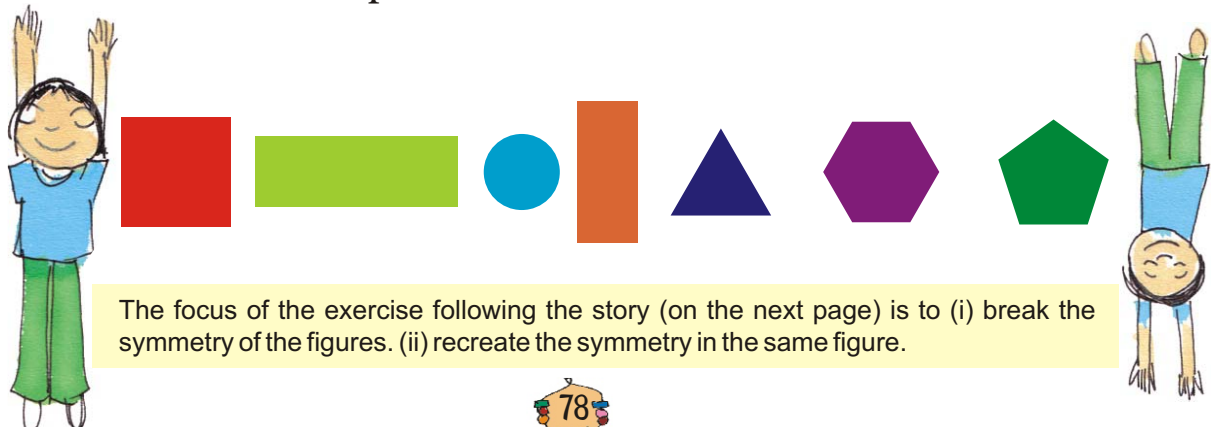 The focus of the exercise following the story (on the next page) is to (i) break the
symmetry of the figures. (ii) recreate the symmetry in the same figure.
78